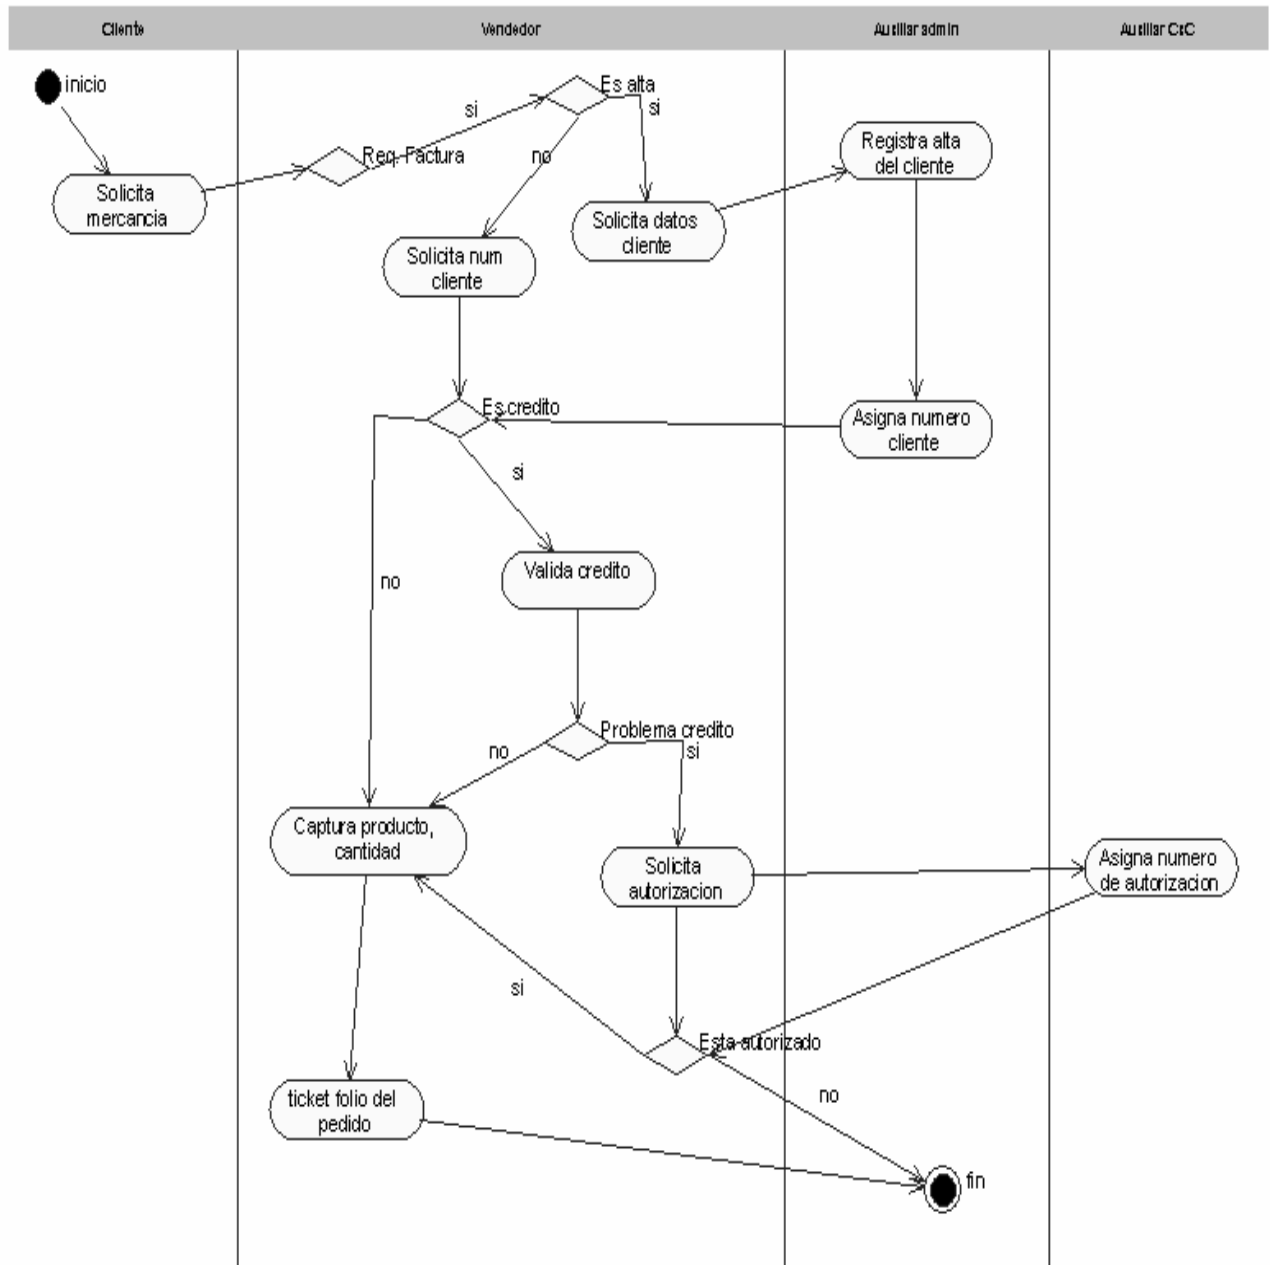 Cliente
Vendedor
Auxiliar admin
Auxiliar CxC
inicio
Es alta
si
si
Req. Factura
no
Registra alta
del cliente
Solicita
mercancia
Solicita datos
cliente
Solicita num
cliente
Es credito
Asigna numero
cliente
si
no
Valida credito
Problema credito
no
si
Captura producto,
cantidad
Solicita
autorizacion
Asigna numero
de autorizacion
si
Esta autorizado
no
ticket folio del
pedido
fin